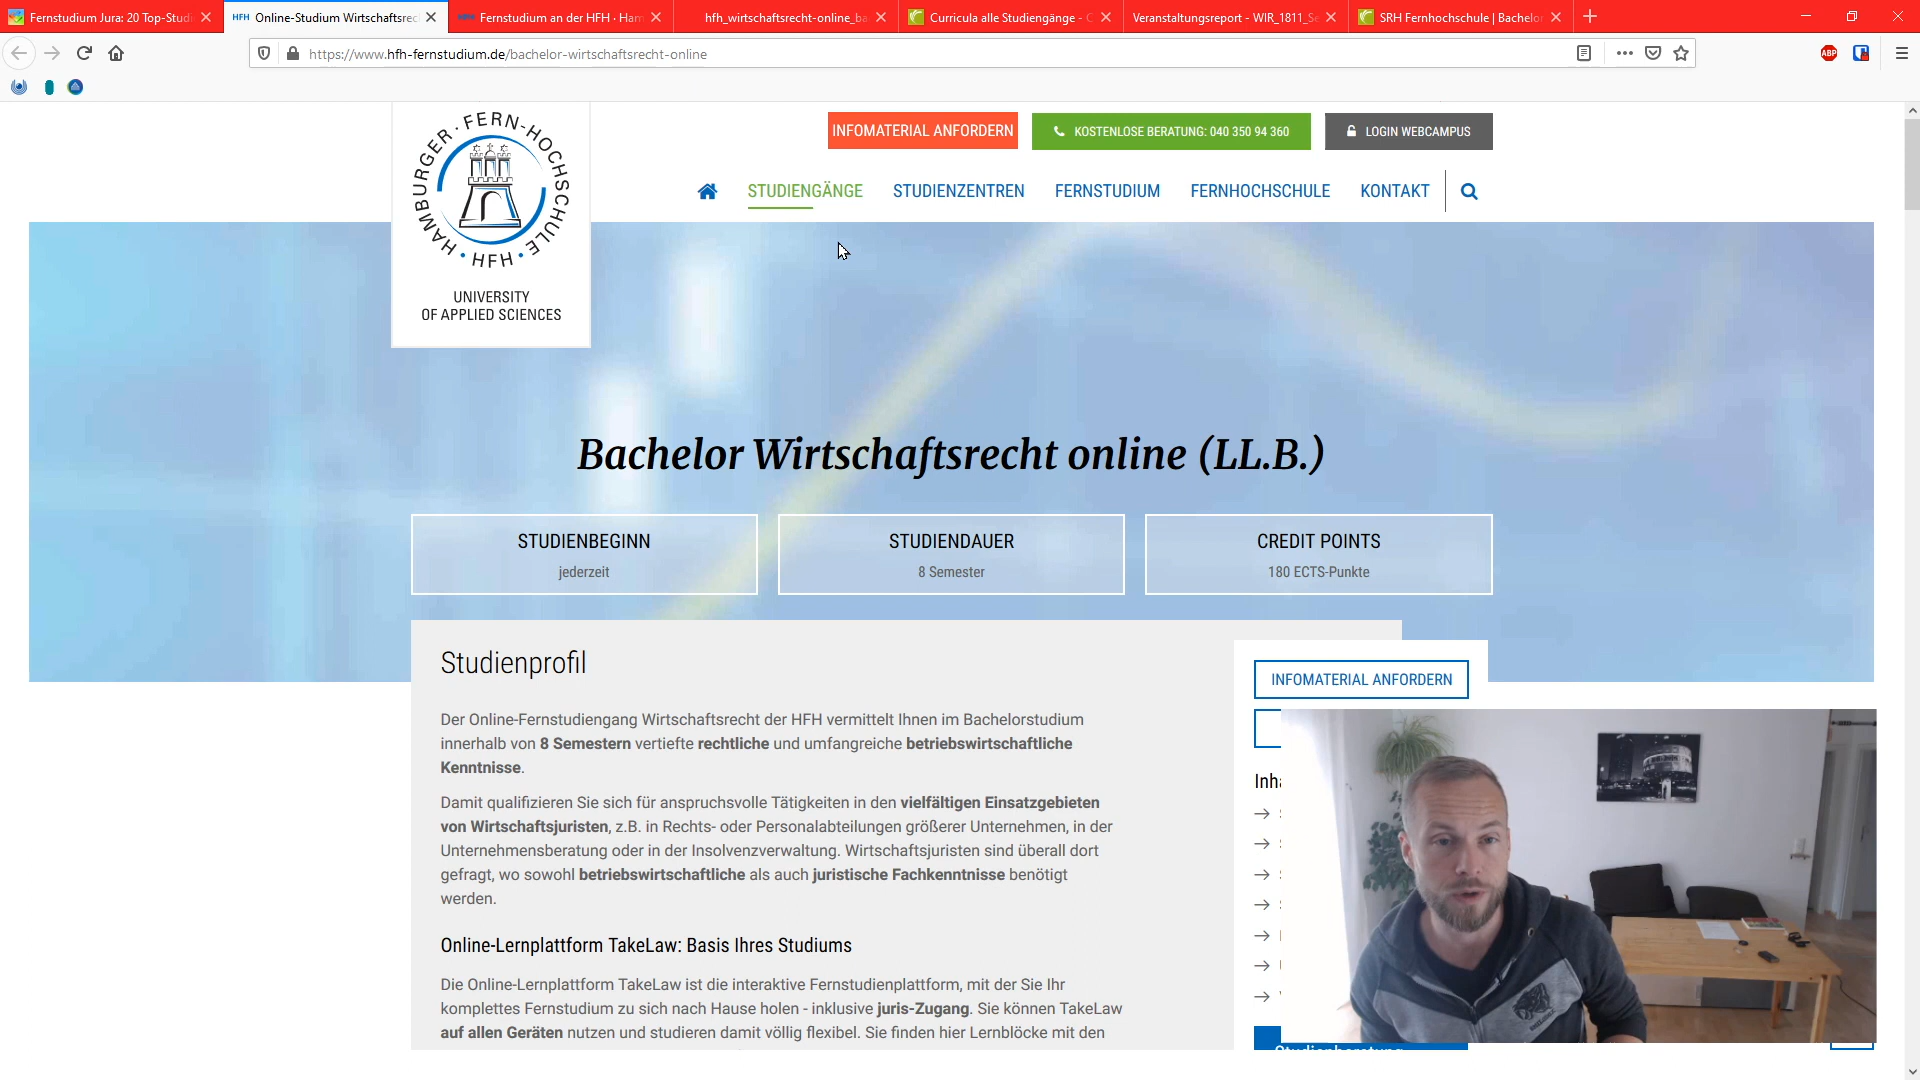 Fernstudium Jura: 20 Top-Studi
HFH Online-Studium Wirtschaftsrec
Fernstudium an der HFH · Ham
hfh_wirtschaftsrecht-online_ba
Curricula alle Studiengänge - C
Veranstaltungsreport - WIR_1811_Se
SRH Fernhochschule | Bachelor
https://www.hfh-fernstudium.de/bachelor-wirtschaftsrecht-online
ABP
HAMBURGER · FERN-HOCHSCHULE · HFH ·
UNIVERSITY
OF APPLIED SCIENCES
INFOMATERIAL ANFORDERN
KOSTENLOSE BERATUNG: 040 350 94 360
LOGIN WEBCAMPUS
STUDIENGÄNGE
STUDIENZENTREN
FERNSTUDIUM
FERNHOCHSCHULE
KONTAKT
Bachelor Wirtschaftsrecht online (LL.B.)
STUDIENBEGINN
jederzeit
STUDIENDAUER
8 Semester
CREDIT POINTS
180 ECTS-Punkte
Studienprofil
Der Online-Fernstudiengang Wirtschaftsrecht der HFH vermittelt Ihnen im Bachelorstudium
innerhalb von 8 Semestern vertiefte rechtliche und umfangreiche betriebswirtschaftliche
Kenntnisse.
Damit qualifizieren Sie sich für anspruchsvolle Tätigkeiten in den vielfältigen Einsatzgebieten
von Wirtschaftsjuristen, z.B. in Rechts- oder Personalabteilungen größerer Unternehmen, in der
Unternehmensberatung oder in der Insolvenzverwaltung. Wirtschaftsjuristen sind überall dort
gefragt, wo sowohl betriebswirtschaftliche als auch juristische Fachkenntnisse benötigt
werden.
Online-Lernplattform TakeLaw: Basis Ihres Studiums
Die Online-Lernplattform TakeLaw ist die interaktive Fernstudienplattform, mit der Sie Ihr
komplettes Fernstudium zu sich nach Hause holen - inklusive juris-Zugang. Sie können TakeLaw
auf allen Geräten nutzen und studieren damit völlig flexibel. Sie finden hier Lernblöcke mit den
INFOMATERIAL ANFORDERN
Inha
Studienberatung